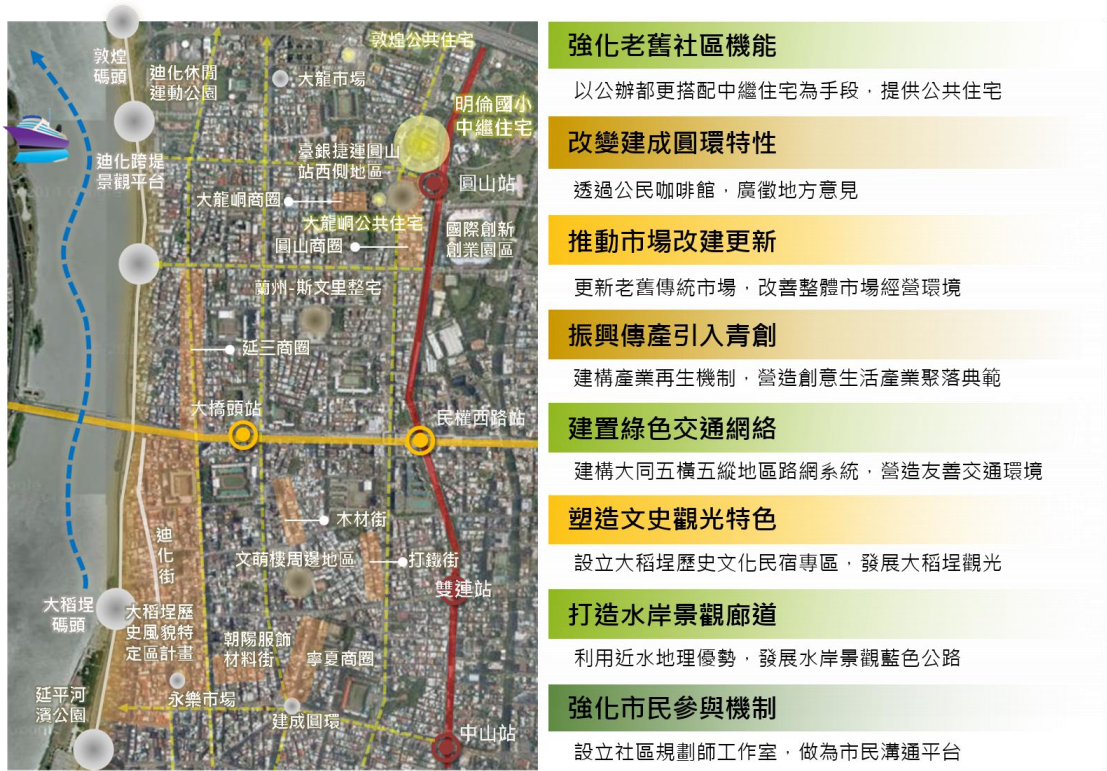 敦煌公共住宅
敦煌
碼頭
迪化休閒
運動公園
大龍市場
明倫國小
中繼住宅
臺銀捷運圓山
站西側地區
迪化跨堤
景觀平台
圓山站
大龍峒商圈
大龍峒公共住宅
國際創新
創業園區
圓山商圈
蘭州-斯文里整宅
延三商圈
大橋頭站
民權西路站
木材街
迪化街
文萌樓周邊地區
打鐵街
雙連站
大稻埕
碼頭
大稻埕歷
史風貌特
定區計畫
朝陽服飾
材料街
寧夏商圈
延平河
濱公園
永樂市場
建成圓環
中山站
強化老舊社區機能
以公辦都更搭配中繼住宅為手段，提供公共住宅
改變建成圓環特性
透過公民咖啡館，廣徵地方意見
推動市場改建更新
更新老舊傳統市場，改善整體市場經營環境
振興傳產引入青創
建構產業再生機制，營造創意生活產業聚落典範
建置綠色交通網絡
建構大同五橫五縱地區路網系統，營造友善交通環境
塑造文史觀光特色
設立大稻埕歷史文化民宿專區，發展大稻埕觀光
打造水岸景觀廊道
利用近水地理優勢，發展水岸景觀藍色公路
強化市民參與機制
設立社區規劃師工作室，做為市民溝通平台